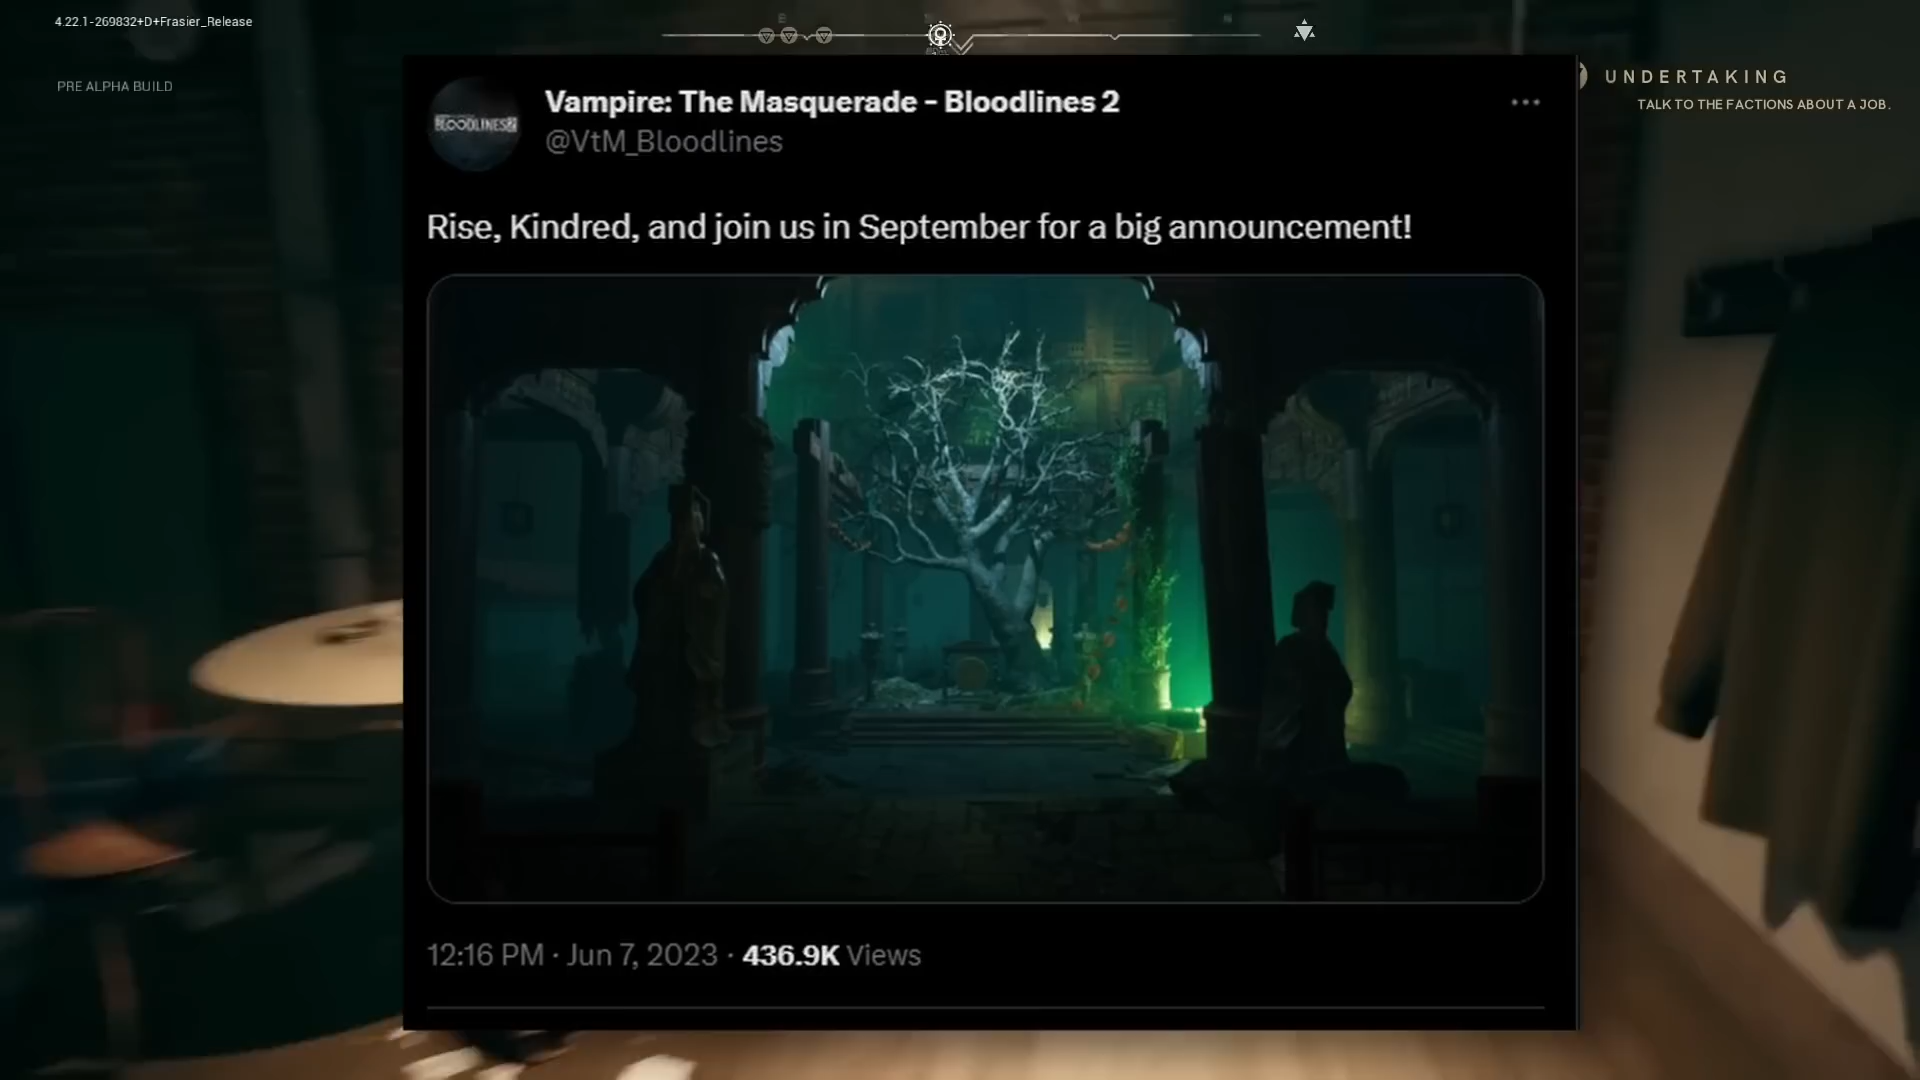 4.22.1-269832+D+Frasier_Release
PRE ALPHA BUILD
UNDERTAKING
TALK TO THE FACTIONS ABOUT A JOB.
BLOODLINES2
Vampire: The Masquerade - Bloodlines 2
@VtM_Bloodlines
Rise, Kindred, and join us in September for a big announcement!
12:16 PM · Jun 7, 2023 · 436.9K Views